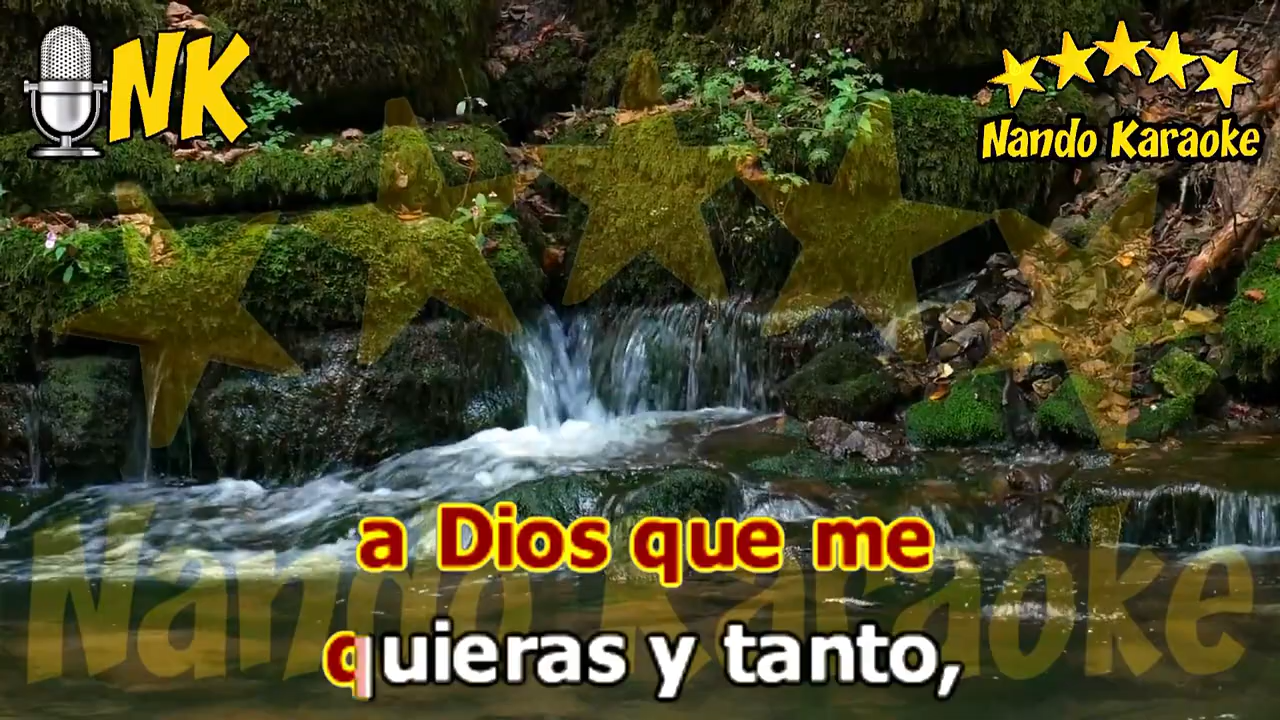 NK
Nando Karaoke
a Dios que me
quieras y tanto,
Nando Karaoke